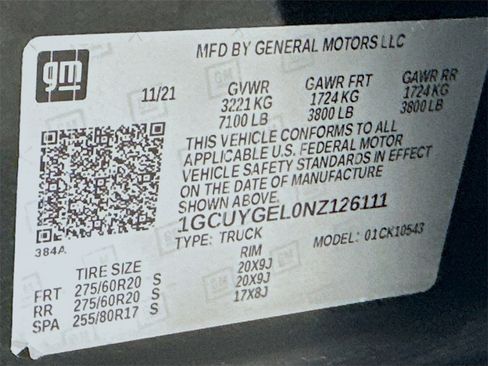 gm
MFD BY GENERAL MOTORS LLC
11/21 GVWR GAWR FRT GAWR RR
3221 KG 1724 KG 1724 KG
7100 LB 3800 LB 3800 LB
THIS VEHICLE CONFORMS TO ALL
APPLICABLE U.S. FEDERAL MOTOR
VEHICLE SAFETY STANDARDS IN EFFECT
ON THE DATE OF MANUFACTURE
SHOWN ABOVE.
1GCUYGEL0NZ126111
384A TYPE: TRUCK MODEL: 01CK10543
TIRE SIZE RIM
FRT 275/60R20 S 20X9J
RR 275/60R20 S 20X9J
SPA 255/80R17 S 17X8J